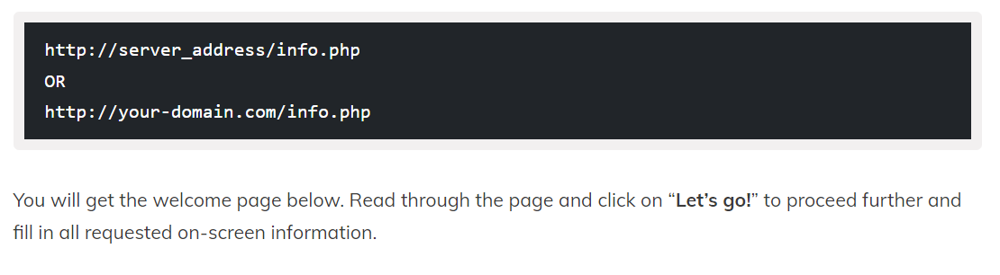 http://server_address/info.php
OR
http://your-domain.com/info.php
You will get the welcome page below. Read through the page and click on “Let’s go!” to proceed further and
fill in all requested on-screen information.